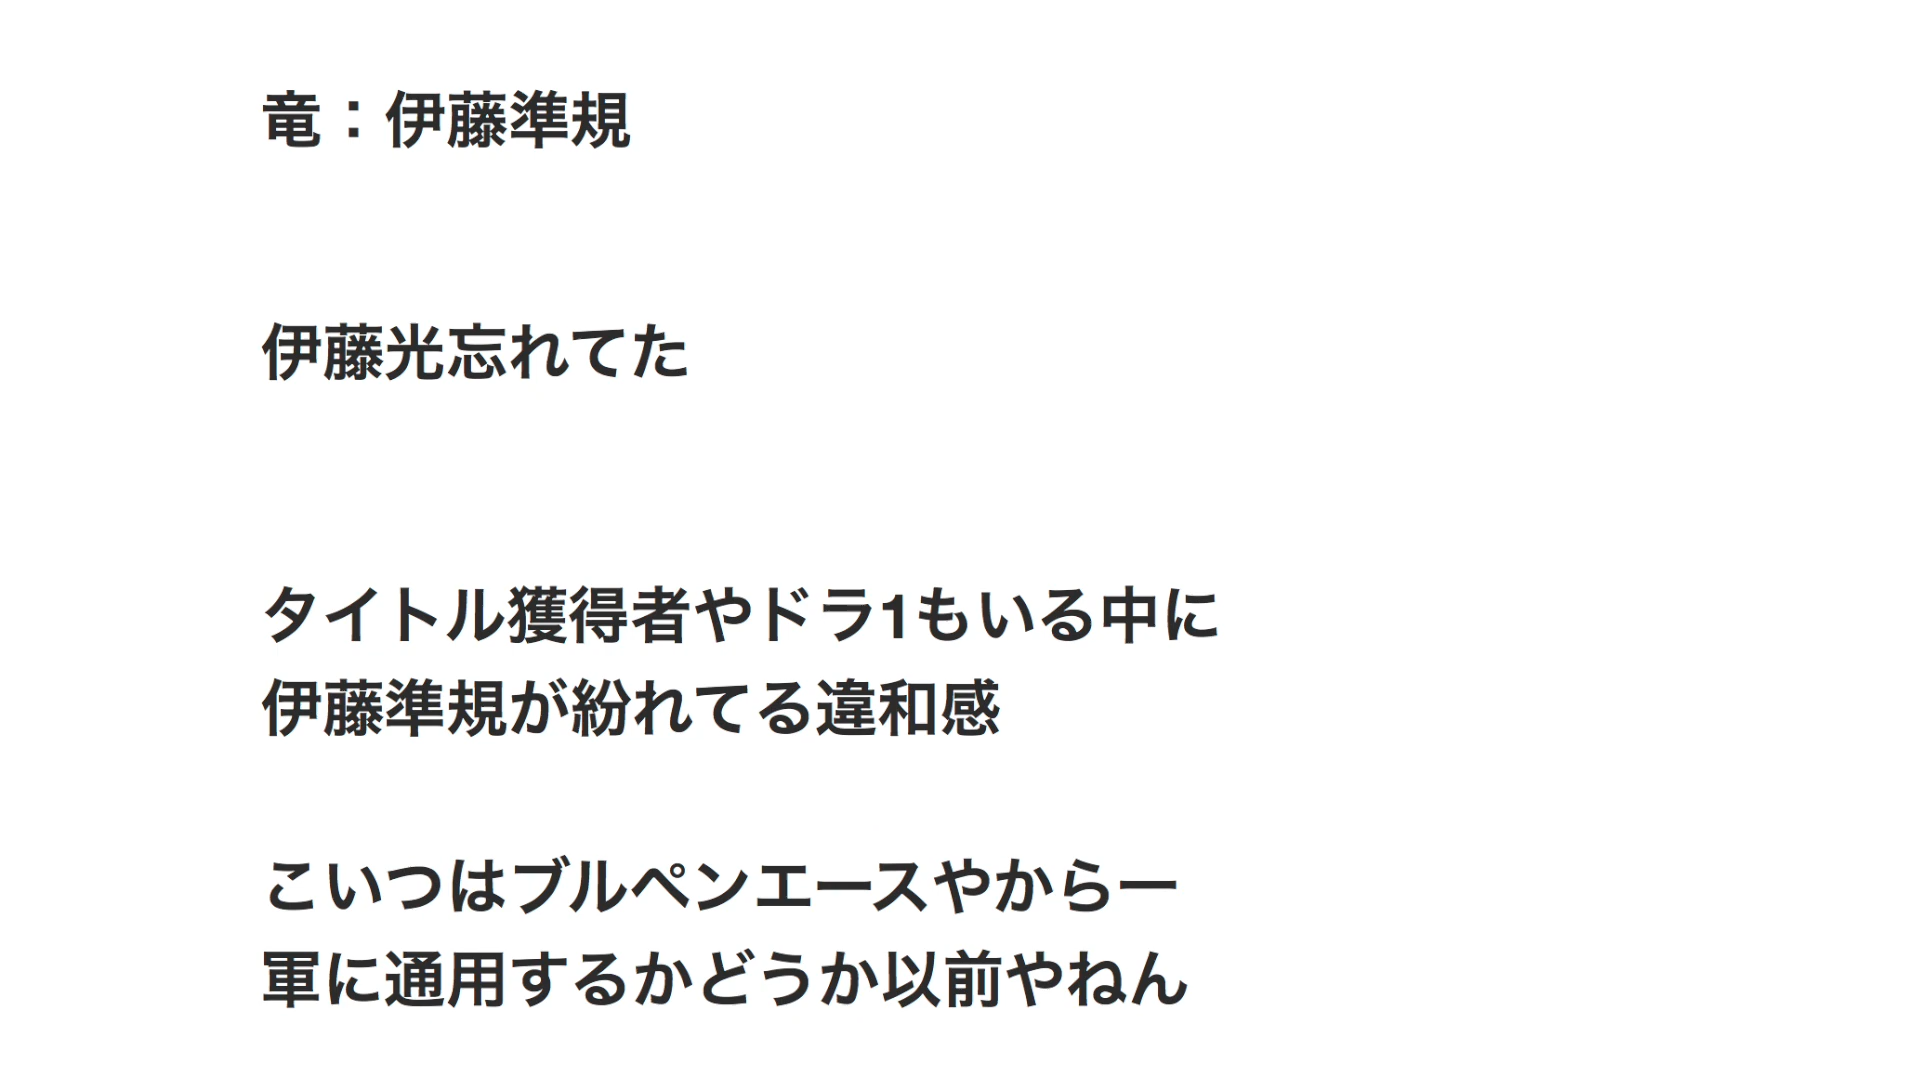 竜：伊藤準規
伊藤光忘れてた
タイトル獲得者やドラ1もいる中に
伊藤準規が紛れてる違和感
こいつはブルペンエースやから一
軍に通用するかどうか以前やねん